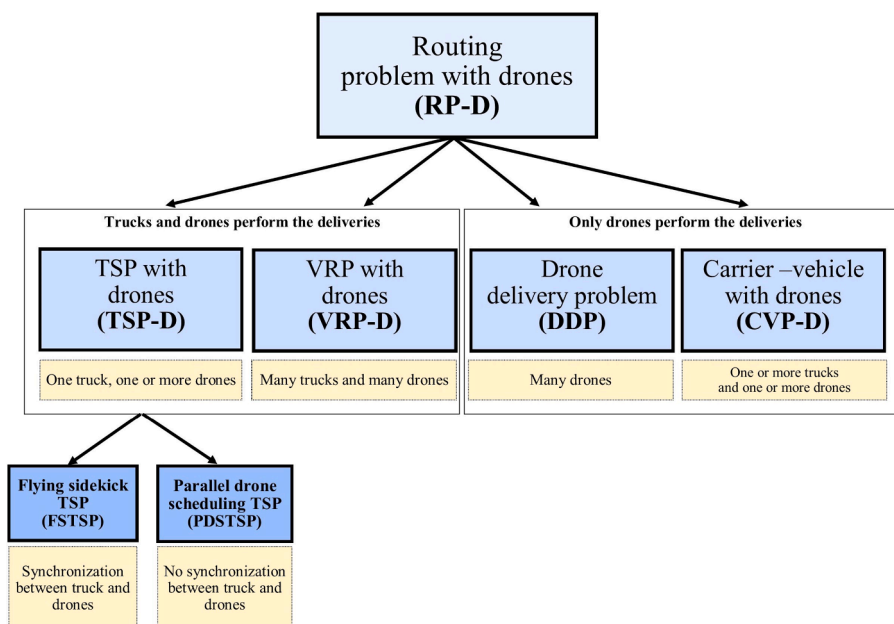 Routing
problem with drones
(RP-D)
Trucks and drones perform the deliveries
Only drones perform the deliveries
TSP with
drones
(TSP-D)
VRP with
drones
(VRP-D)
Drone
delivery problem
(DDP)
Carrier –vehicle
with drones
(CVP-D)
One truck, one or more drones
Many trucks and many drones
Many drones
One or more trucks
and one or more drones
Flying sidekick
TSP
(FSTSP)
Parallel drone
scheduling TSP
(PDSTSP)
Synchronization
between truck and
drones
No synchronization
between truck and
drones